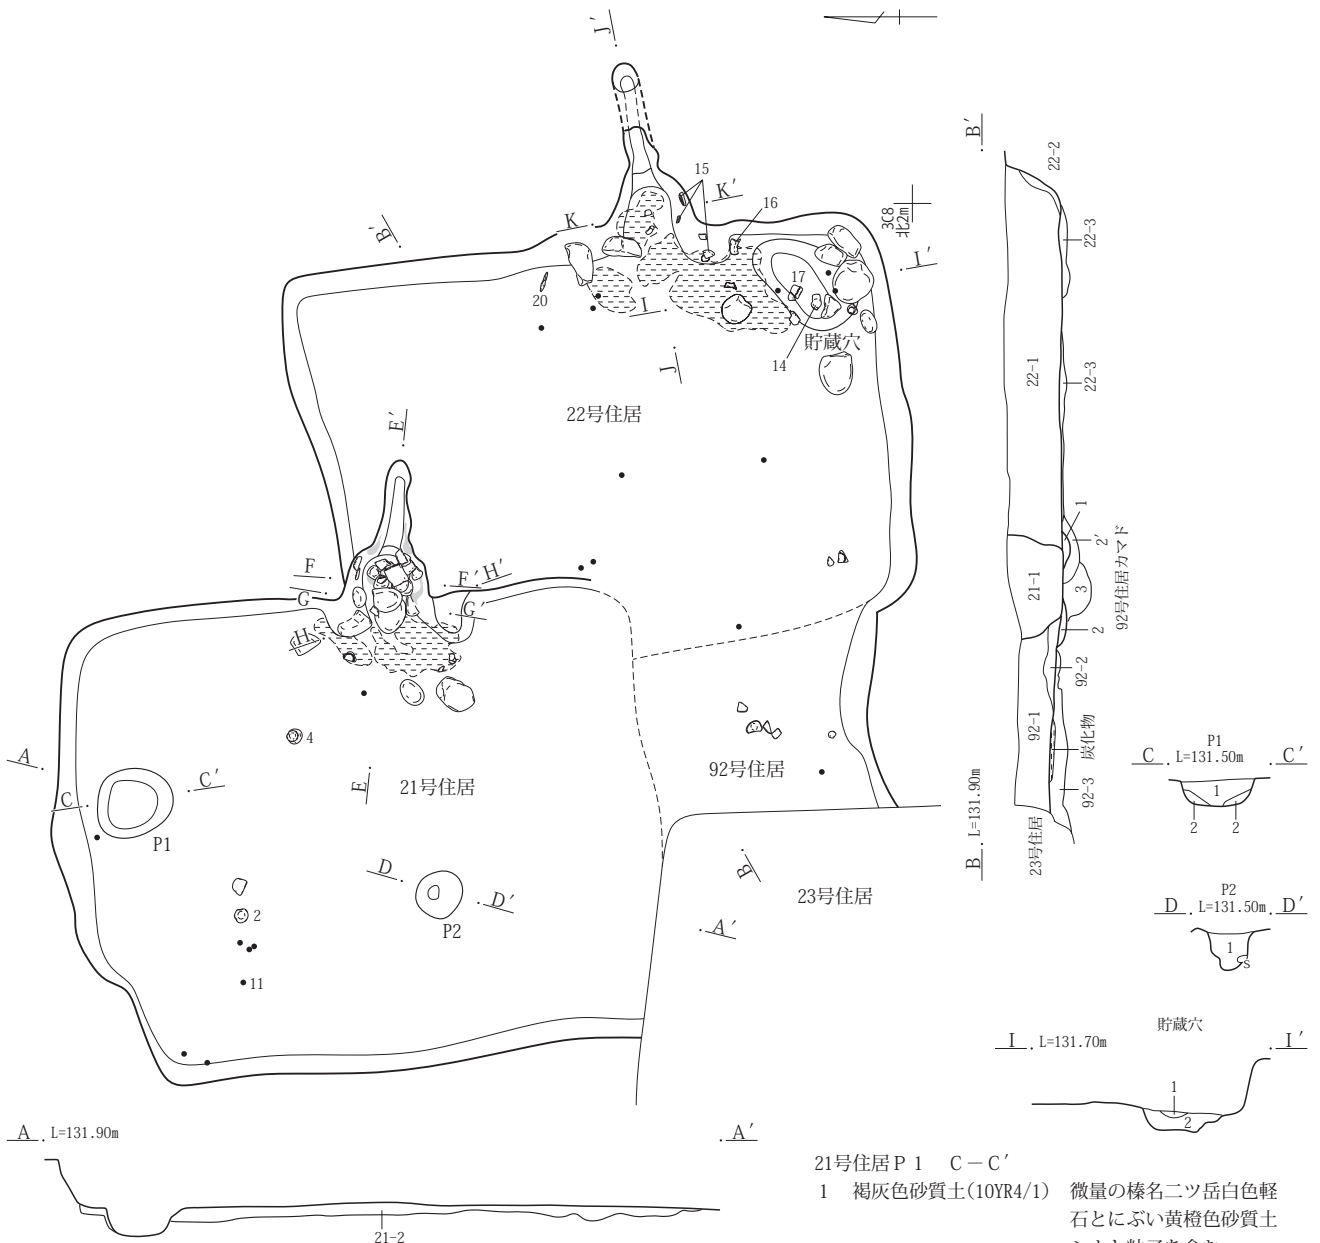 J′
B′
22-2
15
K′
K
16
3C8
北2m
B`
I′
22-3
17
20
I
貯蔵穴
14
J
22-1
22-3
22号住居
E′
1
2′
F
F′
H′
21-1
3
92号住居カマド
G
G′
H
2
92-2
4
92-1
炭化物
P1
A
C′
92号住居
C L=131.50m C′
E
21号住居
C
1
92-3
B L=131.90m
2 2
P1
23号住居
D
B
P2
D′
23号住居
D L=131.50m D′
2
A′
P2
1
S
11
貯蔵穴
I L=131.70m I′
1
2
A L=131.90m A′
21号住居P1 C－C′
1 褐灰色砂質土(10YR4/1) 微量の榛名二ツ岳白色軽
石とにぶい黄橙色砂質土
21-2